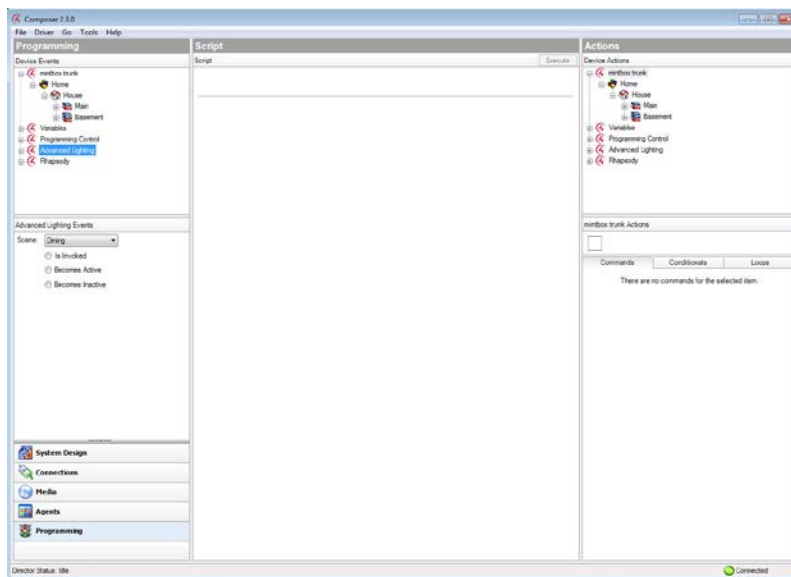 Composer 2.3.0
File Driver Go Tools Help
Programming
Device Events
mintbox trunk
Home
House
Main
Basement
Variables
Programming Control
Advanced Lighting
Rhapsody
Advanced Lighting Events
Scene: Dining
Is Invoked
Becomes Active
Becomes Inactive
System Design
Connections
Media
Agents
Programming
Script
Script Execute
Actions
Device Actions
mintbox trunk
Home
House
Main
Basement
Variables
Programming Control
Advanced Lighting
Rhapsody
mintbox trunk Actions
Commands Conditionals Loops
There are no commands for the selected item.
Director Status: Idle
Connected